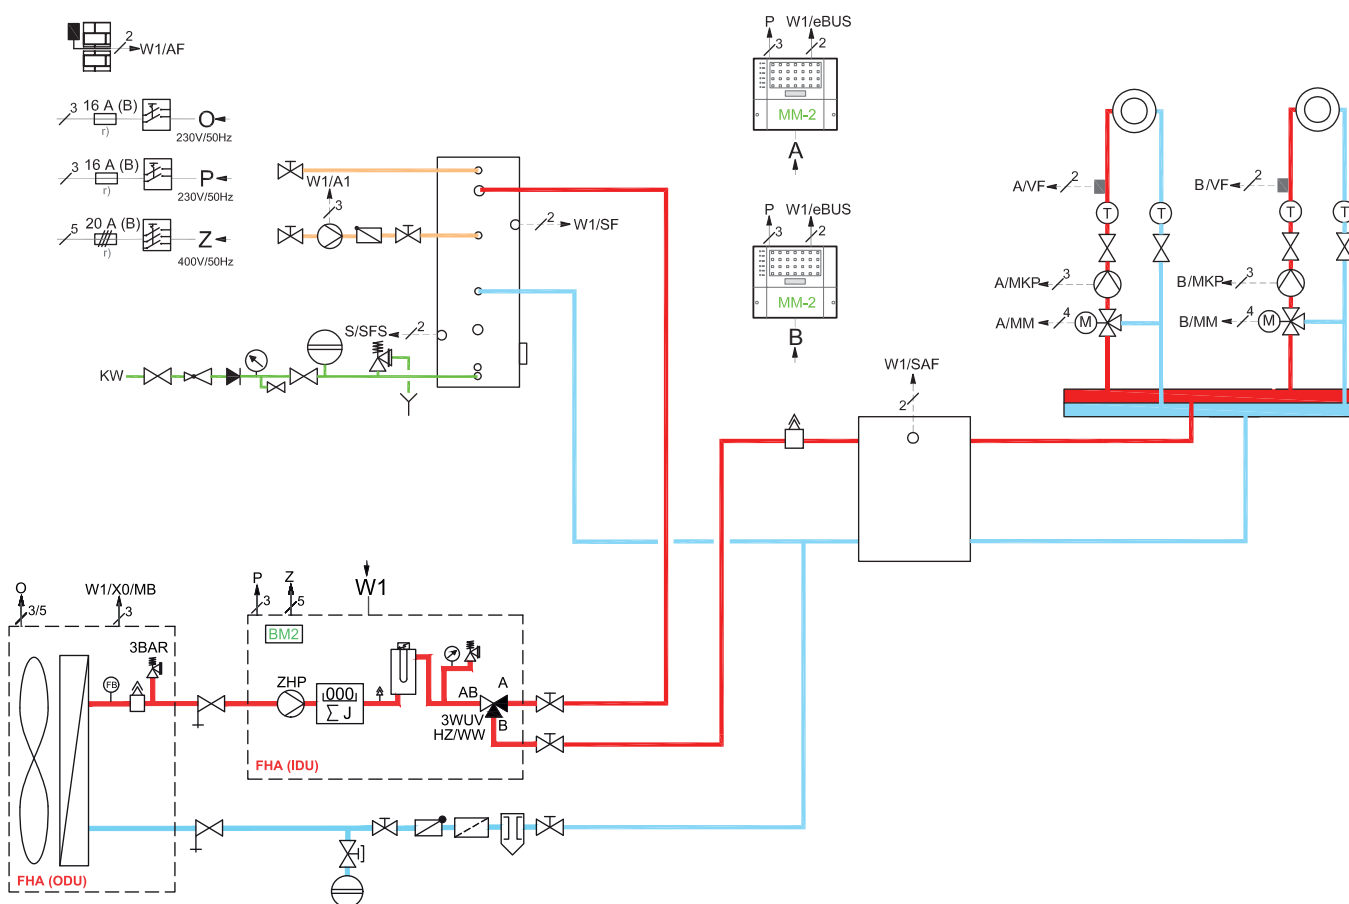 2
W1/AF
3
16 A (B)
r)
O
230V/50Hz
3
16 A (B)
r)
P
230V/50Hz
5
20 A (B)
r)
Z
400V/50Hz
W1/A1
3
2
W1/SF
S/SFS
2
KW
P
W1/eBUS
3
2
MM-2
A
P
W1/eBUS
3
2
MM-2
B
A/VF
2
B/VF
2
T
T
T
T
A/MKP
3
B/MKP
3
A/MM
4
M
B/MM
4
M
W1/SAF
2
O
3/5
W1/X0/MB
3
3BAR
FB
FHA (ODU)
P
3
Z
5
W1
BM2
ZHP
000
Σ J
AB
A
B
3WUV
HZ/WW
FHA (IDU)